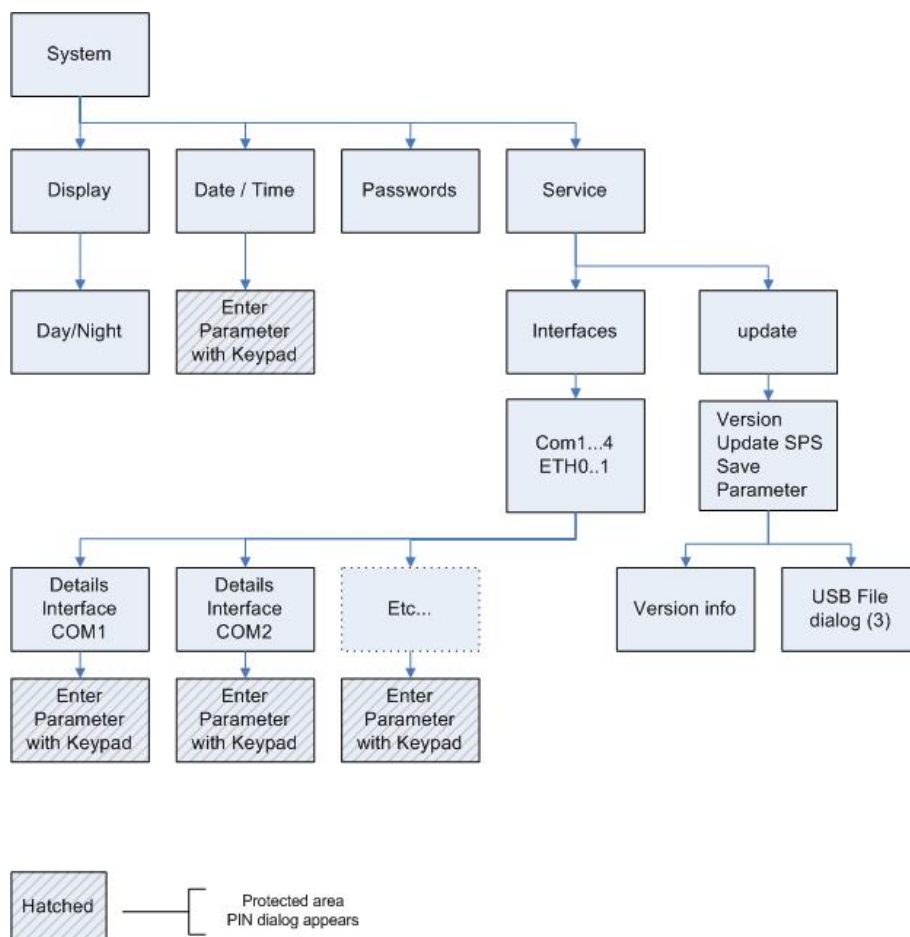 System
Display
Date / Time
Passwords
Service
Day/Night
Enter
Parameter
with Keypad
Interfaces
update
Com1...4
ETH0..1
Version
Update SPS
Save
Parameter
Details
Interface
COM1
Details
Interface
COM2
Etc...
Version info
USB File
dialog (3)
Enter
Parameter
with Keypad
Enter
Parameter
with Keypad
Enter
Parameter
with Keypad
Hatched
Protected area
PIN dialog appears